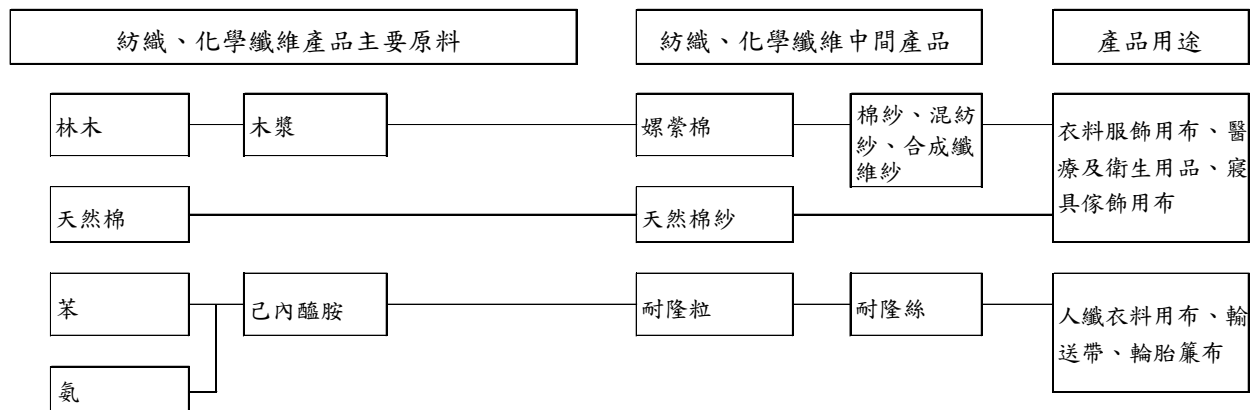 紡織、化學纖維產品主要原料
紡織、化學纖維中間產品
產品用途
林木
木漿
嫘縈棉
棉紗、混紡
紗、合成纖
維紗
衣料服飾用布、醫
療及衛生用品、寢
具傢飾用布
天然棉
天然棉紗
苯
己內醯胺
耐隆粒
耐隆絲
人纖衣料用布、輸
送帶、輪胎簾布
氨